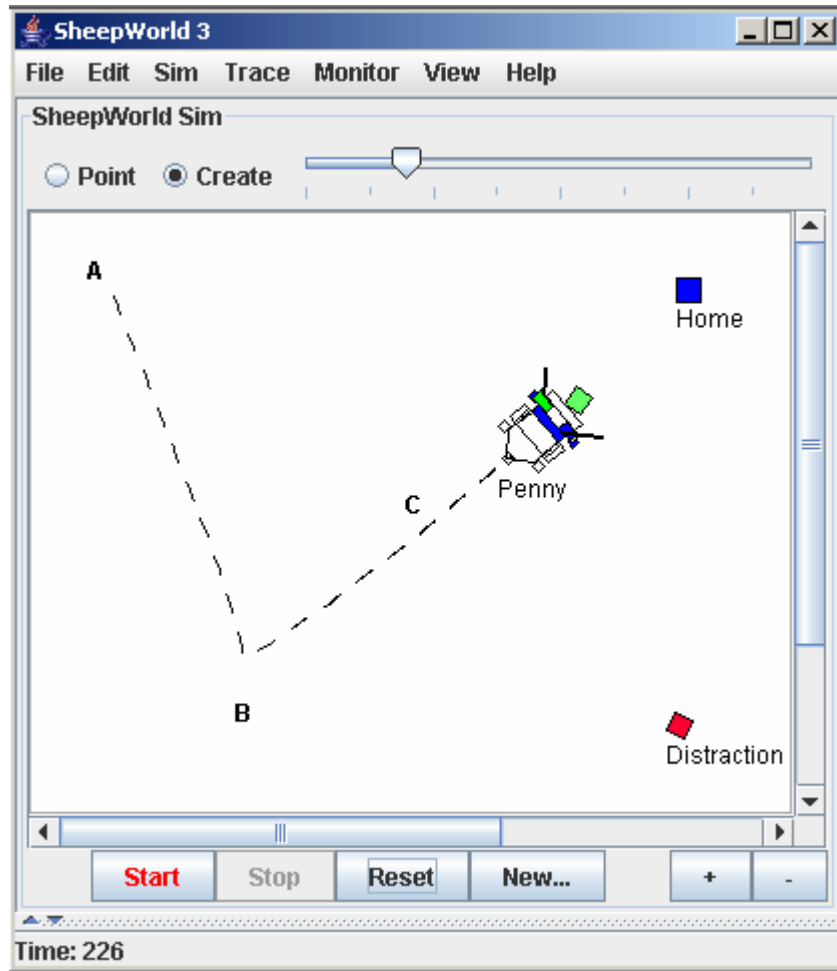 SheepWorld 3
File Edit Sim Trace Monitor View Help
SheepWorld Sim
Point Create
A
Home
Penny
C
B
Distraction
Start Stop Reset New... + -
Time: 226